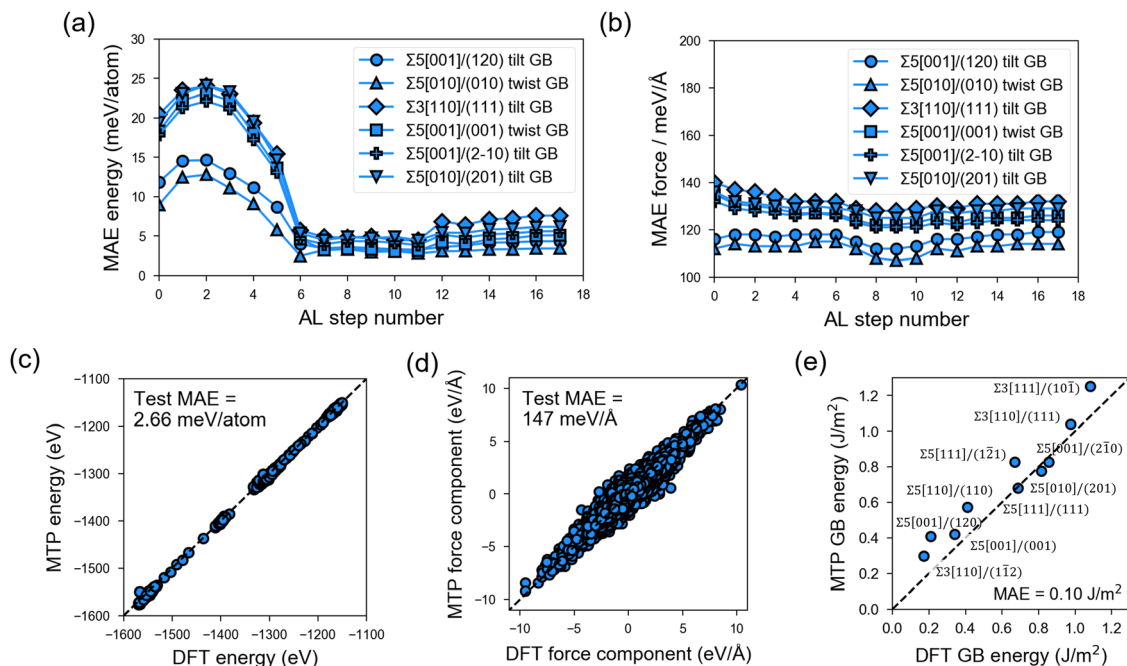 (a)
30
25
20
15
10
5
0
MAE energy (meV/atom)
Σ5[001]/(120) tilt GB
Σ5[010]/(010) twist GB
Σ3[110]/(111) tilt GB
Σ5[001]/(001) twist GB
Σ5[001]/(2-10) tilt GB
Σ5[010]/(201) tilt GB
0 2 4 6 8 10 12 14 16 18
AL step number
(b)
200
180
160
140
120
100
MAE force / meV/Å
Σ5[001]/(120) tilt GB
Σ5[010]/(010) twist GB
Σ3[110]/(111) tilt GB
Σ5[001]/(001) twist GB
Σ5[001]/(2-10) tilt GB
Σ5[010]/(201) tilt GB
0 2 4 6 8 10 12 14 16 18
AL step number
(c)
−1100
−1200
−1300
−1400
−1500
−1600
MTP energy (eV)
Test MAE =
2.66 meV/atom
−1600 −1500 −1400 −1300 −1200 −1100
DFT energy (eV)
(d)
10
5
0
−5
−10
MTP force component (eV/Å)
Test MAE =
147 meV/Å
−10 −5 0 5 10
DFT force component (eV/Å)
(e)
1.2
1.0
0.8
0.6
0.4
0.2
0.0
MTP GB energy (J/m²)
Σ3[111]/(101̅)
Σ3[110]/(111)
Σ5[111]/(12̅1)
Σ5[001]/(21̅0)
Σ5[010]/(201)
Σ5[110]/(110)
Σ5[111]/(111)
Σ5[001]/(120)
Σ5[001]/(001)
Σ3[110]/(11̅2)
MAE = 0.10 J/m²
0.0 0.2 0.4 0.6 0.8 1.0 1.2
DFT GB energy (J/m²)